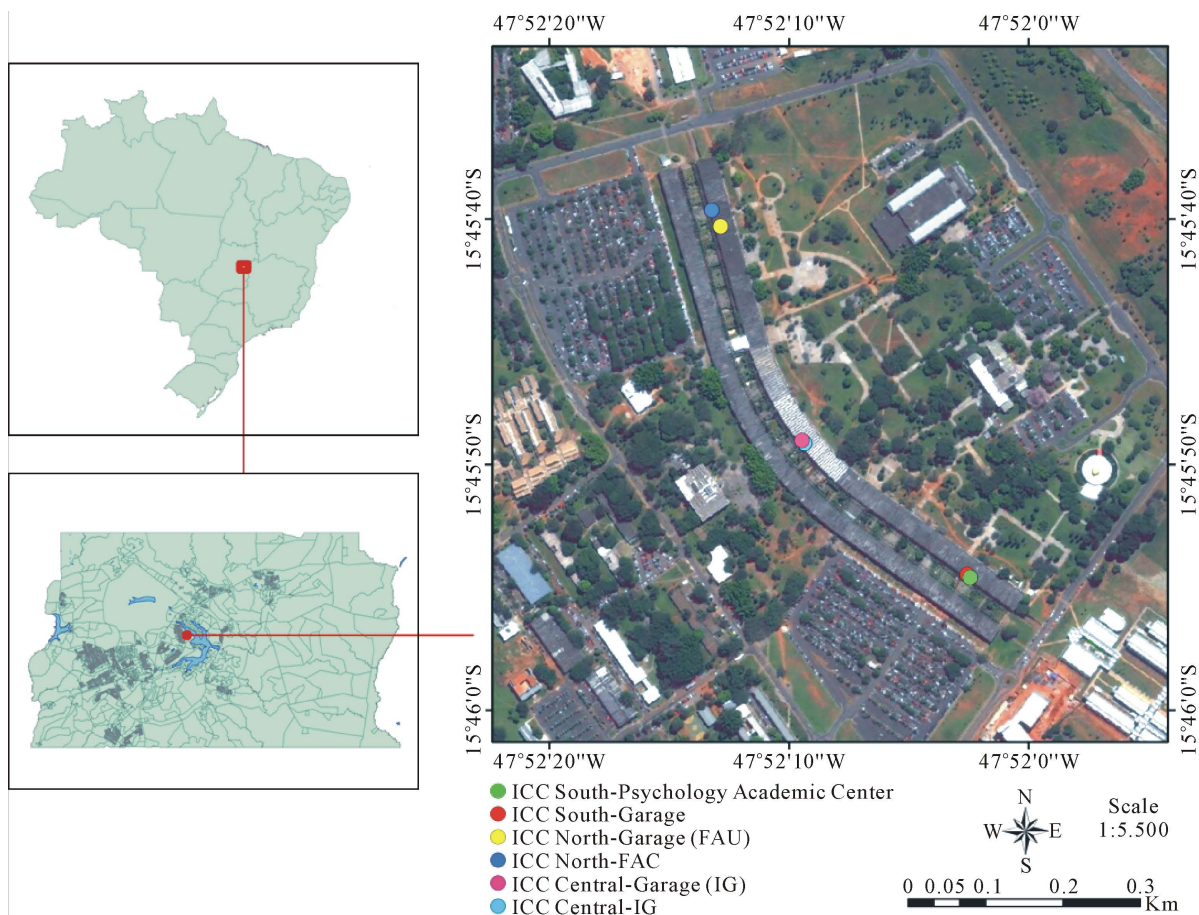 47°52'20"W 47°52'10"W 47°52'0"W
15°45'40"S
15°45'50"S
15°46'0"S
15°45'40"S
15°45'50"S
15°46'0"S
47°52'20"W 47°52'10"W 47°52'0"W
ICC South-Psychology Academic Center
ICC South-Garage
ICC North-Garage (FAU)
ICC North-FAC
ICC Central-Garage (IG)
ICC Central-IG
N
W E
S
Scale
1:5.500
0 0.05 0.1 0.2 0.3
Km